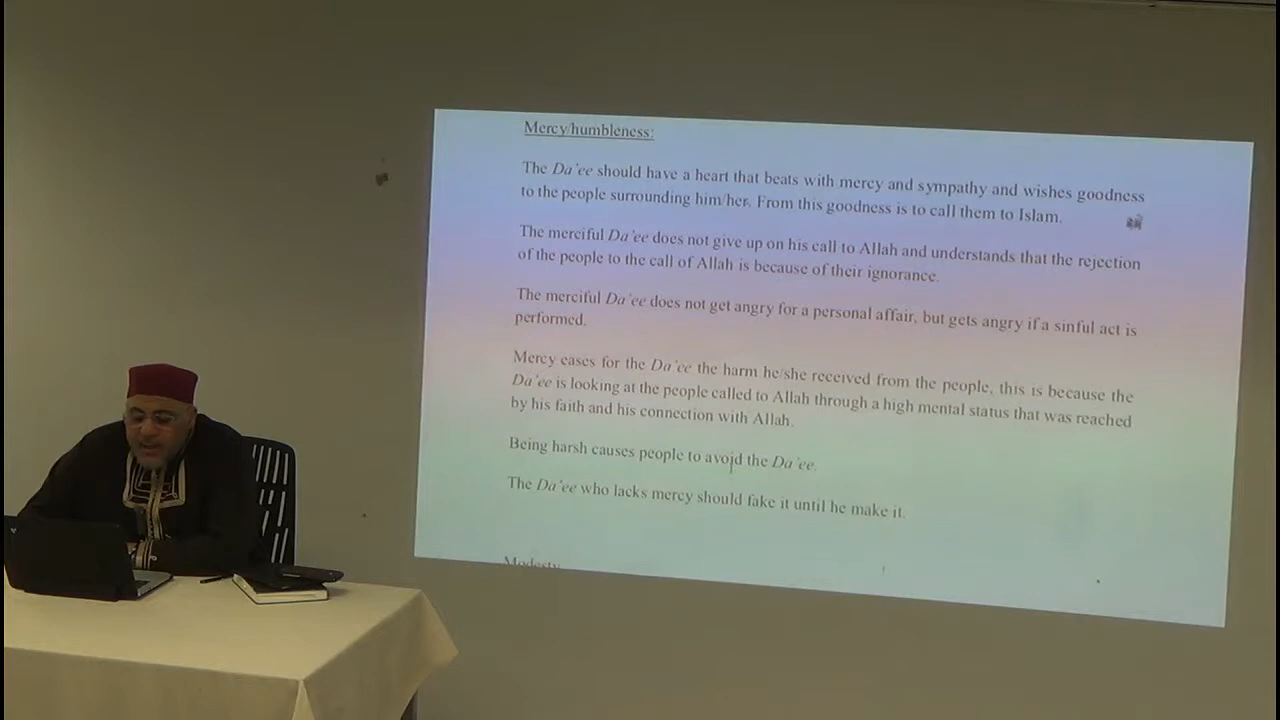 Mercy/humbleness:
The Da'ee should have a heart that beats with mercy and sympathy and wishes goodness
to the people surrounding him/her. From this goodness is to call them to Islam.
The merciful Da'ee does not give up on his call to Allah and understands that the rejection
of the people to the call of Allah is because of their ignorance.
The merciful Da'ee does not get angry for a personal affair, but gets angry if a sinful act is
performed.
Mercy eases for the Da'ee the harm he/she received from the people, this is because the
Da'ee is looking at the people called to Allah through a high mental status that was reached
by his faith and his connection with Allah.
Being harsh causes people to avoid the Da'ee.
The Da'ee who lacks mercy should fake it until he make it.
Modesty